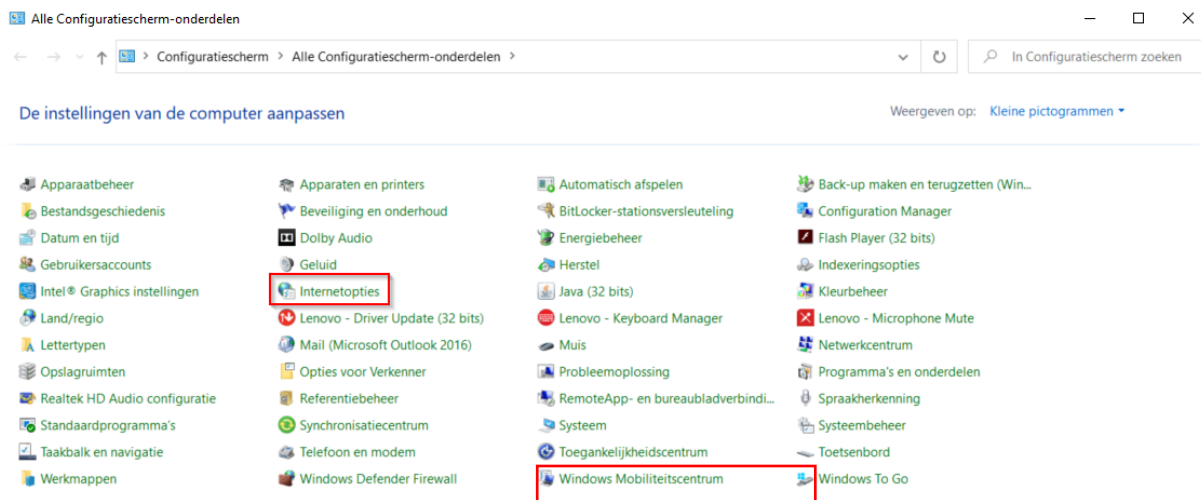 Alle Configuratiescherm-onderdelen
Configuratiescherm > Alle Configuratiescherm-onderdelen >
In Configuratiescherm zoeken
De instellingen van de computer aanpassen
Weergeven op: Kleine pictogrammen
Apparaatbeheer Apparaten en printers Automatisch afspelen Back-up maken en terugzetten (Win...
Bestandsgeschiedenis Beveiliging en onderhoud BitLocker-stationsversleuteling Configuration Manager
Datum en tijd Dolby Audio Energiebeheer Flash Player (32 bits)
Gebruikersaccounts Geluid Herstel Indexeringsopties
Intel® Graphics instellingen Internetopties Java (32 bits) Kleurbeheer
Land/regio Lenovo - Driver Update (32 bits) Lenovo - Keyboard Manager Lenovo - Microphone Mute
Lettertypen Mail (Microsoft Outlook 2016) Muis Netwerkcentrum
Opslagruimten Opties voor Verkenner Probleemoplossing Programma's en onderdelen
Realtek HD Audio configuratie Referentiebeheer RemoteApp- en bureaubladverbindi... Spraakherkenning
Standaardprogramma's Synchronisatiecentrum Systeem Systeembeheer
Taakbalk en navigatie Telefoon en modem Toegankelijkheidscentrum Toetsenbord
Werkmappen Windows Defender Firewall Windows Mobiliteitscentrum Windows To Go